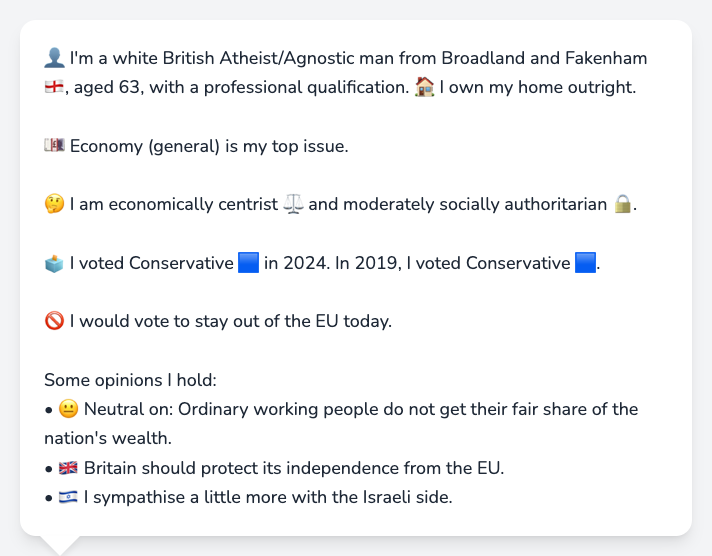 👤 I'm a white British Atheist/Agnostic man from Broadland and Fakenham
🏴󠁧󠁢󠁥󠁮󠁧󠁿, aged 63, with a professional qualification. 🏠 I own my home outright.
💷 Economy (general) is my top issue.
🤔 I am economically centrist ⚖️ and moderately socially authoritarian 🔒.
🗳️ I voted Conservative 🟦 in 2024. In 2019, I voted Conservative 🟦.
🚫 I would vote to stay out of the EU today.
Some opinions I hold:
• 😐 Neutral on: Ordinary working people do not get their fair share of the
nation's wealth.
• 🇬🇧 Britain should protect its independence from the EU.
• 🇮🇱 I sympathise a little more with the Israeli side.